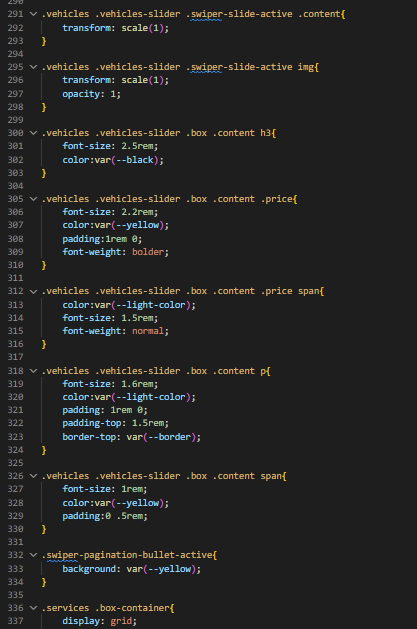 290
291 .vehicles .vehicles-slider .swiper-slide-active .content{
292 transform: scale(1);
293 }
294
295 .vehicles .vehicles-slider .swiper-slide-active img{
296 transform: scale(1);
297 opacity: 1;
298 }
299
300 .vehicles .vehicles-slider .box .content h3{
301 font-size: 2.5rem;
302 color:var(--black);
303 }
304
305 .vehicles .vehicles-slider .box .content .price{
306 font-size: 2.2rem;
307 color:var(--yellow);
308 padding:1rem 0;
309 font-weight: bolder;
310 }
311
312 .vehicles .vehicles-slider .box .content .price span{
313 color:var(--light-color);
314 font-size: 1.5rem;
315 font-weight: normal;
316 }
317
318 .vehicles .vehicles-slider .box .content p{
319 font-size: 1.6rem;
320 color:var(--light-color);
321 padding: 1rem 0;
322 padding-top: 1.5rem;
323 border-top: var(--border);
324 }
325
326 .vehicles .vehicles-slider .box .content span{
327 font-size: 1rem;
328 color:var(--yellow);
329 padding:0 .5rem;
330 }
331
332 .swiper-pagination-bullet-active{
333 background: var(--yellow);
334 }
335
336 .services .box-container{
337 display: grid;